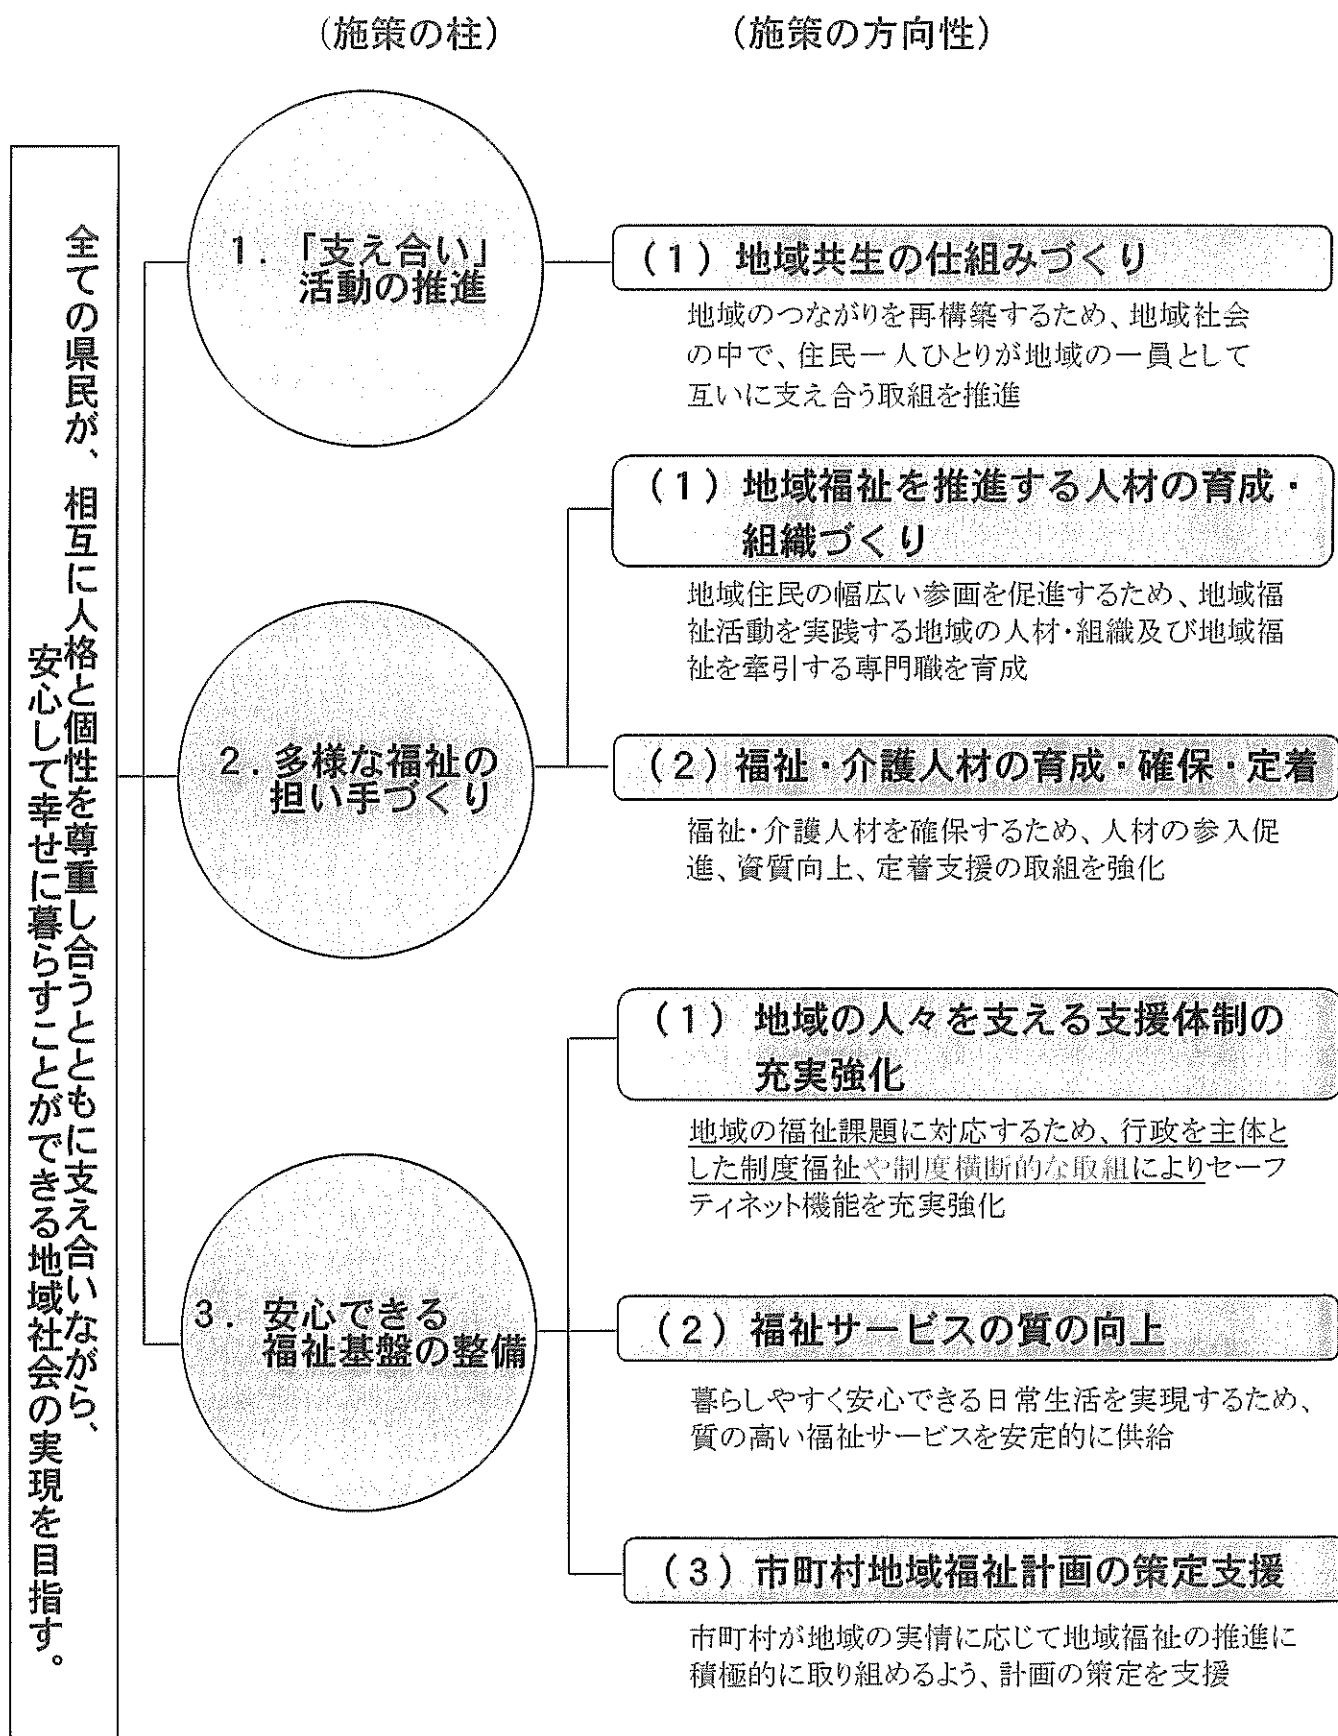 (施策の柱)
(施策の方向性)
全ての県民が、相互に人格と個性を尊重し合うとともに支え合いながら、
安心して幸せに暮らすことができる地域社会の実現を目指す。
1.「支え合い」
活動の推進
(1)地域共生の仕組みづくり
地域のつながりを再構築するため、地域社会
の中で、住民一人ひとりが地域の一員として
互いに支え合う取組を推進
2.多様な福祉の
担い手づくり
(1)地域福祉を推進する人材の育成・
組織づくり
地域住民の幅広い参画を促進するため、地域福
祉活動を実践する地域の人材・組織及び地域福
祉を牽引する専門職を育成
(2)福祉・介護人材の育成・確保・定着
福祉・介護人材を確保するため、人材の参入促
進、資質向上、定着支援の取組を強化
3.安心できる
福祉基盤の整備
(1)地域の人々を支える支援体制の
充実強化
地域の福祉課題に対応するため、行政を主体と
した制度福祉や制度横断的な取組によりセーフ
ティネット機能を充実強化
(2)福祉サービスの質の向上
暮らしやすく安心できる日常生活を実現するため、
質の高い福祉サービスを安定的に供給
(3)市町村地域福祉計画の策定支援
市町村が地域の実情に応じて地域福祉の推進に
積極的に取り組めるよう、計画の策定を支援